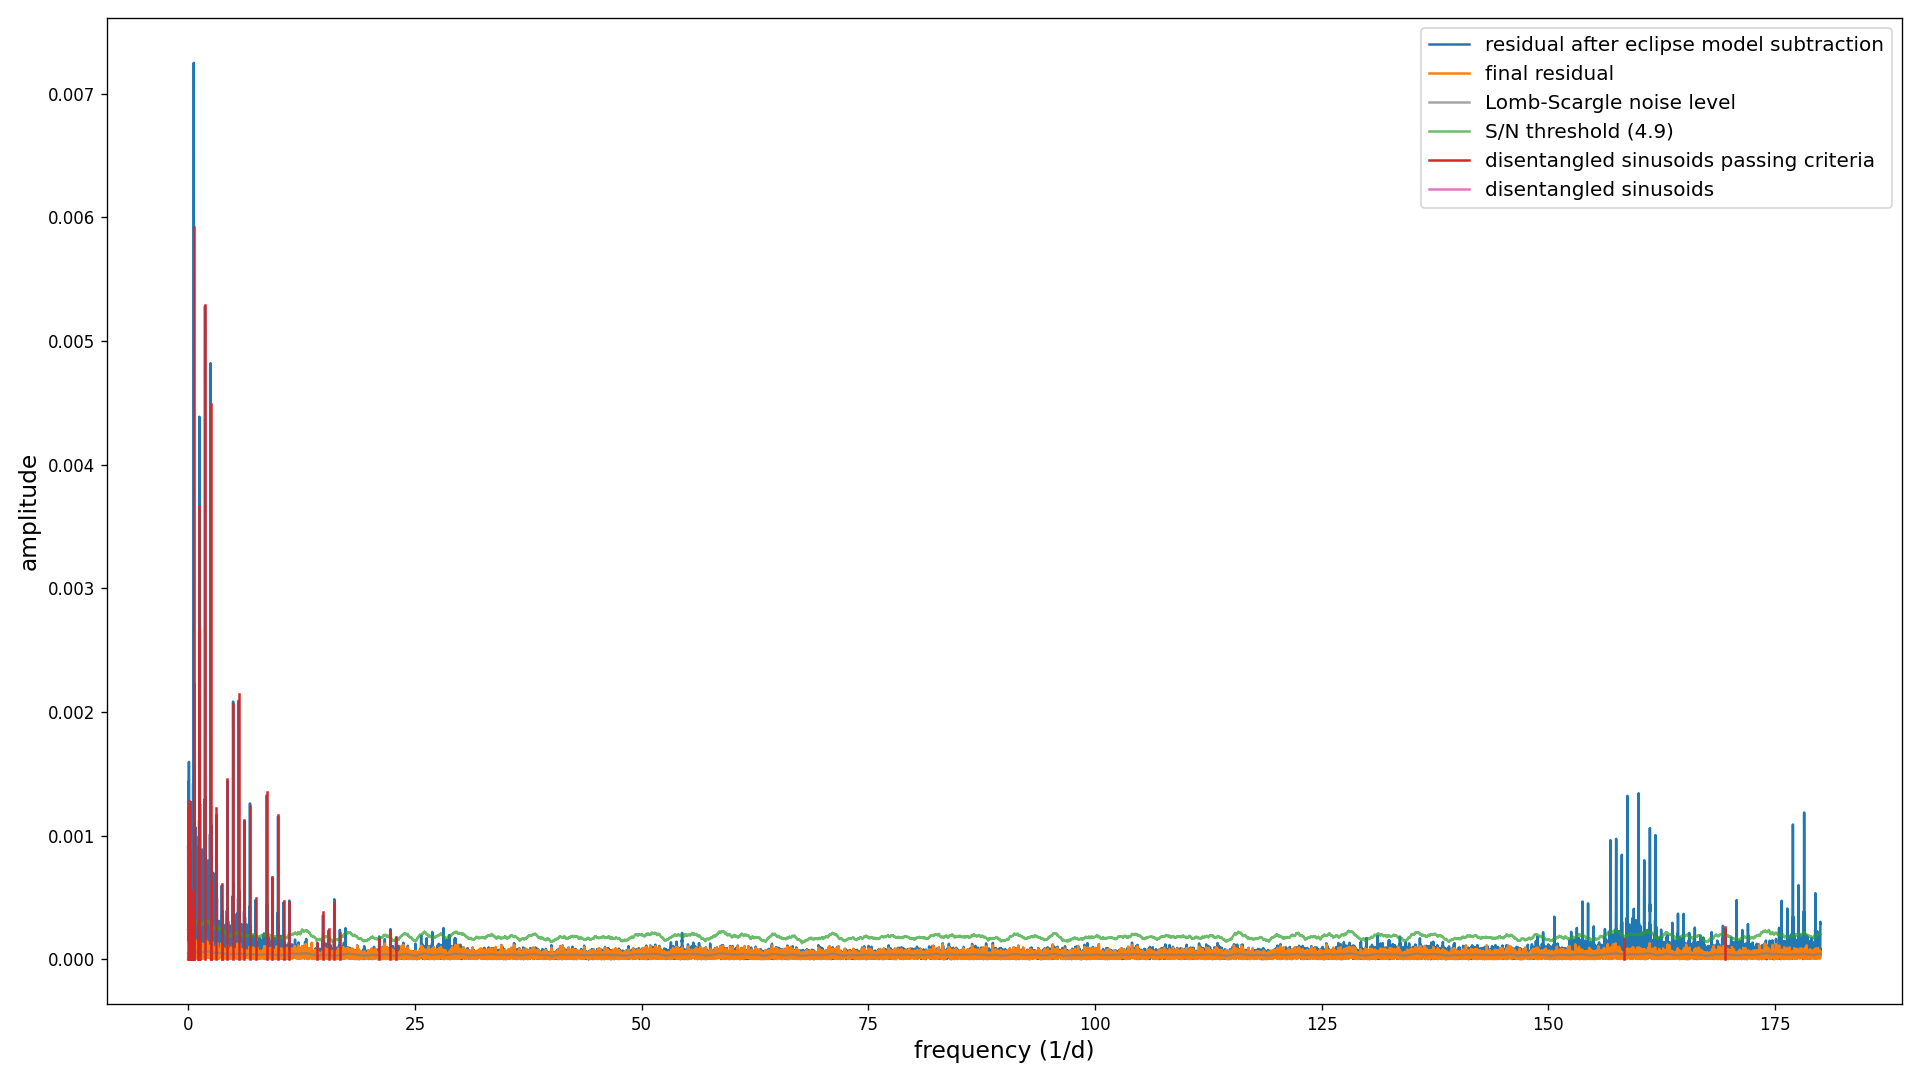 residual after eclipse model subtraction
final residual
Lomb-Scargle noise level
S/N threshold (4.9)
disentangled sinusoids passing criteria
disentangled sinusoids
0.007
0.006
0.005
0.004
0.003
0.002
0.001
0.000
amplitude
0 25 50 75 100 125 150 175
frequency (1/d)